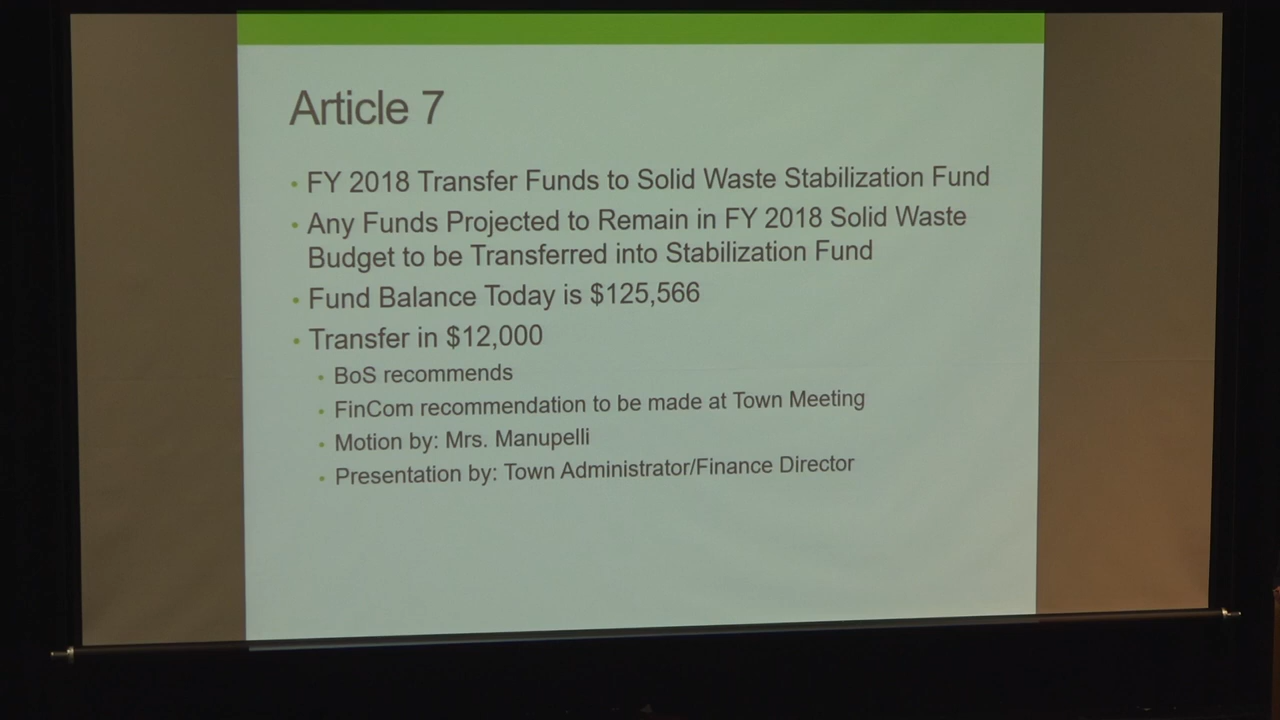 Article 7
• FY 2018 Transfer Funds to Solid Waste Stabilization Fund
• Any Funds Projected to Remain in FY 2018 Solid Waste
Budget to be Transferred into Stabilization Fund
• Fund Balance Today is $125,566
• Transfer in $12,000
• BoS recommends
• FinCom recommendation to be made at Town Meeting
• Motion by: Mrs. Manupelli
• Presentation by: Town Administrator/Finance Director